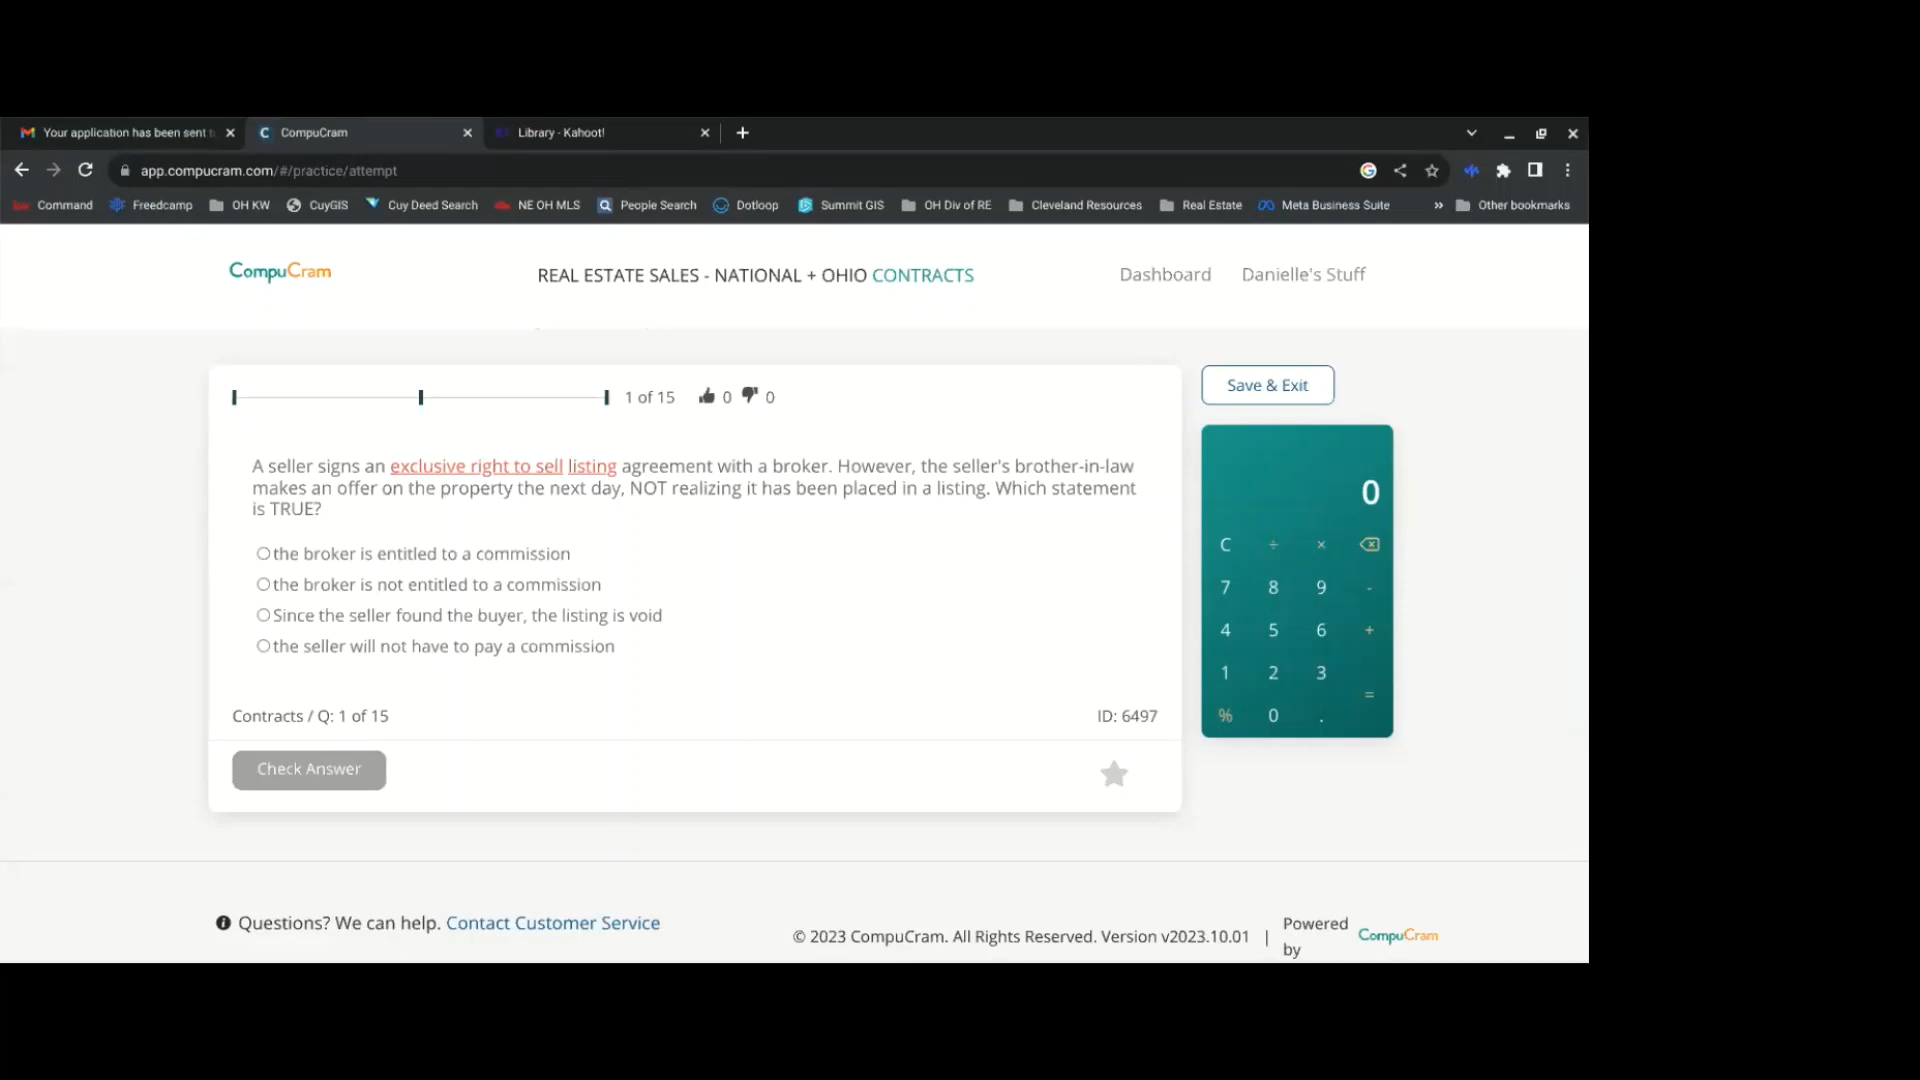 Your application has been sent t
CompuCram
Library - Kahoot!
app.compucram.com/#/practice/attempt
Command
Freedcamp
OH KW
CuyGIS
Cuy Deed Search
NE OH MLS
People Search
Dotloop
Summit GIS
OH Div of RE
Cleveland Resources
Real Estate
Meta Business Suite
»
Other bookmarks
CompuCram
REAL ESTATE SALES - NATIONAL + OHIO CONTRACTS
Dashboard
Danielle's Stuff
1 of 15
0
0
Save & Exit
A seller signs an exclusive right to sell listing agreement with a broker. However, the seller's brother-in-law
makes an offer on the property the next day, NOT realizing it has been placed in a listing. Which statement
is TRUE?
the broker is entitled to a commission
the broker is not entitled to a commission
Since the seller found the buyer, the listing is void
the seller will not have to pay a commission
Contracts / Q: 1 of 15
ID: 6497
Check Answer
0
C ÷ ×
7 8 9 -
4 5 6 +
1 2 3
=
% 0 .
Questions? We can help. Contact Customer Service
© 2023 CompuCram. All Rights Reserved. Version v2023.10.01 |
Powered
by
CompuCram